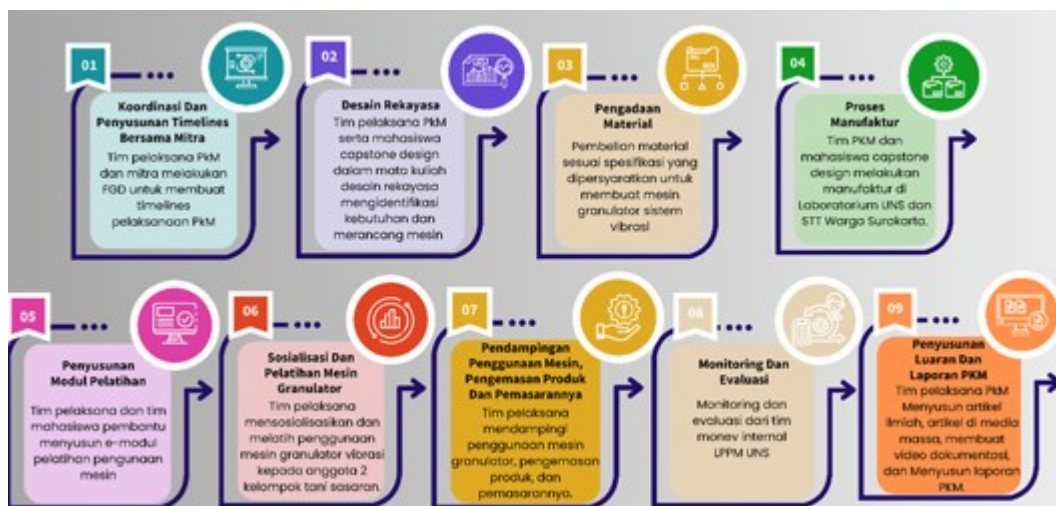 01
Koordinasi Dan
Penyusunan Timelines
Bersama Mitra
Tim pelaksana PkM
dan mitra melakukan
FGD untuk membuat
timelines
pelaksanaan PkM
02
Desain Rekayasa
Tim pelaksana PKM
serta mahasiswa
capstone design
dalam mata kuliah
desain rekayasa
mengidentifikasi
kebutuhan dan
merancang mesin
03
Pengadaan
Material
Pembelian material
sesuai spesifikasi yang
dipersyaratkan untuk
membuat mesin
granulator sistem
vibrasi
04
Proses
Manufaktur
Tim PKM dan
mahasiswa capstone
design melakukan
manufaktur di
Laboratorium UNS dan
STT Warga Surakarta.
05
Penyusunan
Modul Pelatihan
Tim pelaksana dan tim
mahasiswa pembantu
menyusun e-modul
pelatihan pengunaan
mesin
06
Sosialisasi Dan
Pelatihan Mesin
Granulator
Tim pelaksana
mensosialisasikan dan
melatih penggunaan
mesin granulator vibrasi
kepada anggota 2
kelompok tani sasaran.
07
Pendampingan
Penggunaan Mesin,
Pengemasan Produk
Dan Pemasarannya
Tim pelaksana
mendampingi
penggunaan mesin
granulator, pengemasan
produk, dan
pemasarannya.
08
Monitoring Dan
Evaluasi
Monitoring dan
evaluasi dari tim
monev internal
LPPM UNS
09
Penyusunan
Luaran Dan
Laporan PKM
Tim pelaksana PkM
Menyusun artikel
ilmiah, artikel di media
massa, membuat
video dokumentasi,
dan Menyusun laporan
PKM.